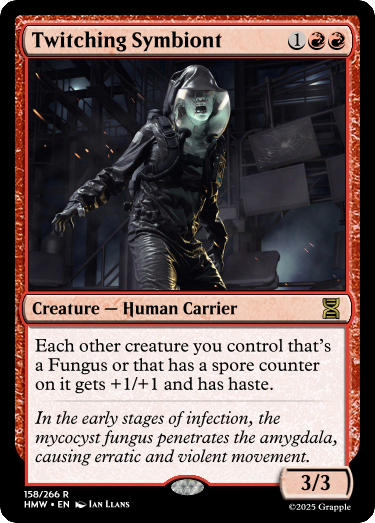 Twitching Symbiont 1
Creature — Human Carrier
Each other creature you control that's
a Fungus or that has a spore counter
on it gets +1/+1 and has haste.
In the early stages of infection, the
mycocyst fungus penetrates the amygdala,
causing erratic and violent movement.
3/3
158/266 R
HMW • EN Ian Llans
©2025 Grapple